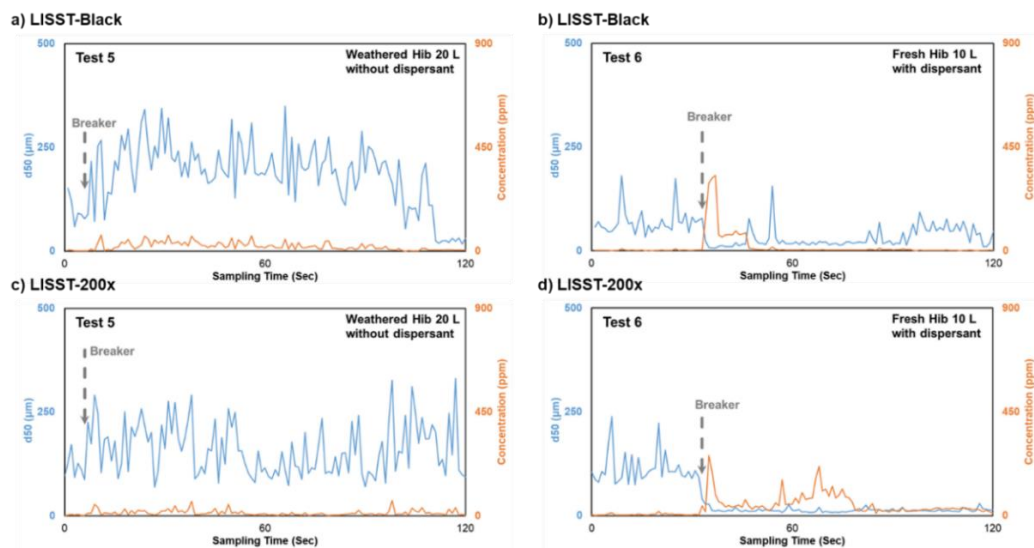 a) LISST-Black
500
Test 5
Weathered Hib 20 L
without dispersant
900
Breaker
d50 (µm)
250
450
Concentration (ppm)
0
0
0
60
120
Sampling Time (Sec)
b) LISST-Black
500
Test 6
Fresh Hib 10 L
with dispersant
900
Breaker
d50 (µm)
250
450
Concentration (ppm)
0
0
0
60
120
Sampling Time (Sec)
c) LISST-200x
500
Test 5
Weathered Hib 20 L
without dispersant
900
Breaker
d50 (µm)
250
450
Concentration (ppm)
0
0
0
60
120
Sampling Time (Sec)
d) LISST-200x
500
Test 6
Fresh Hib 10 L
with dispersant
900
Breaker
d50 (µm)
250
450
Concentration (ppm)
0
0
0
60
120
Sampling Time (Sec)